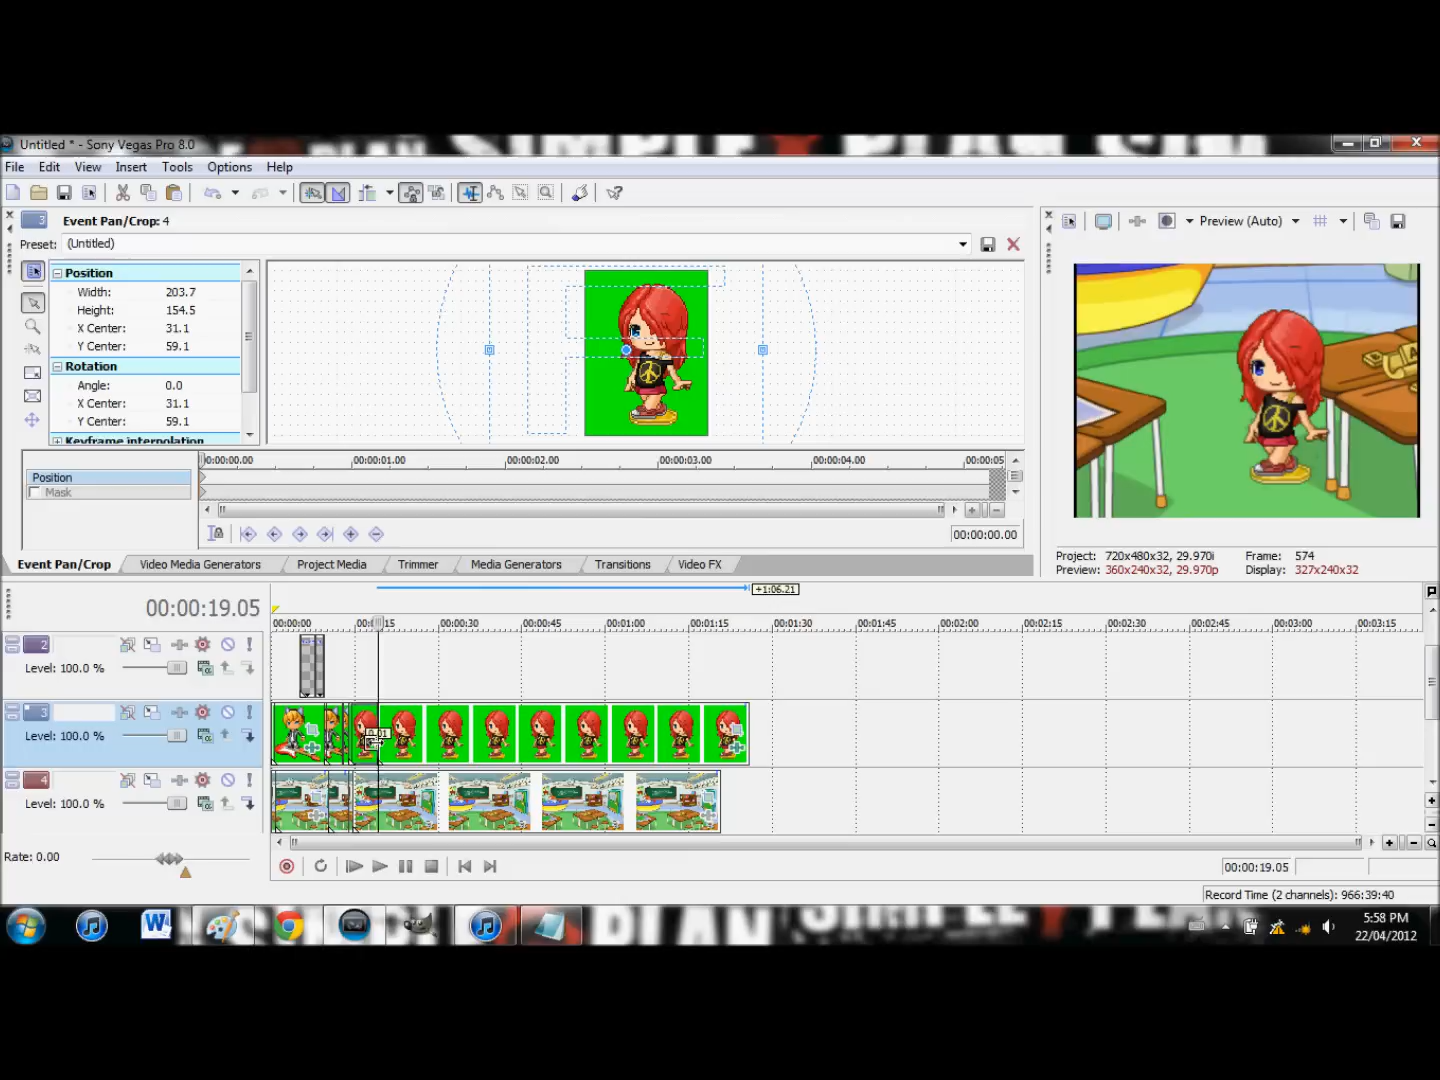 Untitled * - Sony Vegas Pro 8.0
File Edit View Insert Tools Options Help
3 Event Pan/Crop: 4
Preset: (Untitled)
Preview (Auto)
Position
Width: 203.7
Height: 154.5
X Center: 31.1
Y Center: 59.1
Rotation
Angle: 0.0
X Center: 31.1
Y Center: 59.1
Keyframe interpolation
00:00:00.00 00:00:01.00 00:00:02.00 00:00:03.00 00:00:04.00 00:00:05
Position
Mask
00:00:00.00
Event Pan/Crop Video Media Generators Project Media Trimmer Media Generators Transitions Video FX
Project: 720x480x32, 29.970i Frame: 574
Preview: 360x240x32, 29.970p Display: 327x240x32
+1:06.21
00:00:19.05
00:00:00 00:00:15 00:00:30 00:00:45 00:01:00 00:01:15 00:01:30 00:01:45 00:02:00 00:02:15 00:02:30 00:02:45 00:03:00 00:03:15
2
Level: 100.0 %
3
Level: 100.0 %
4
Level: 100.0 %
Rate: 0.00
00:00:19.05
Record Time (2 channels): 966:39:40
5:58 PM
22/04/2012